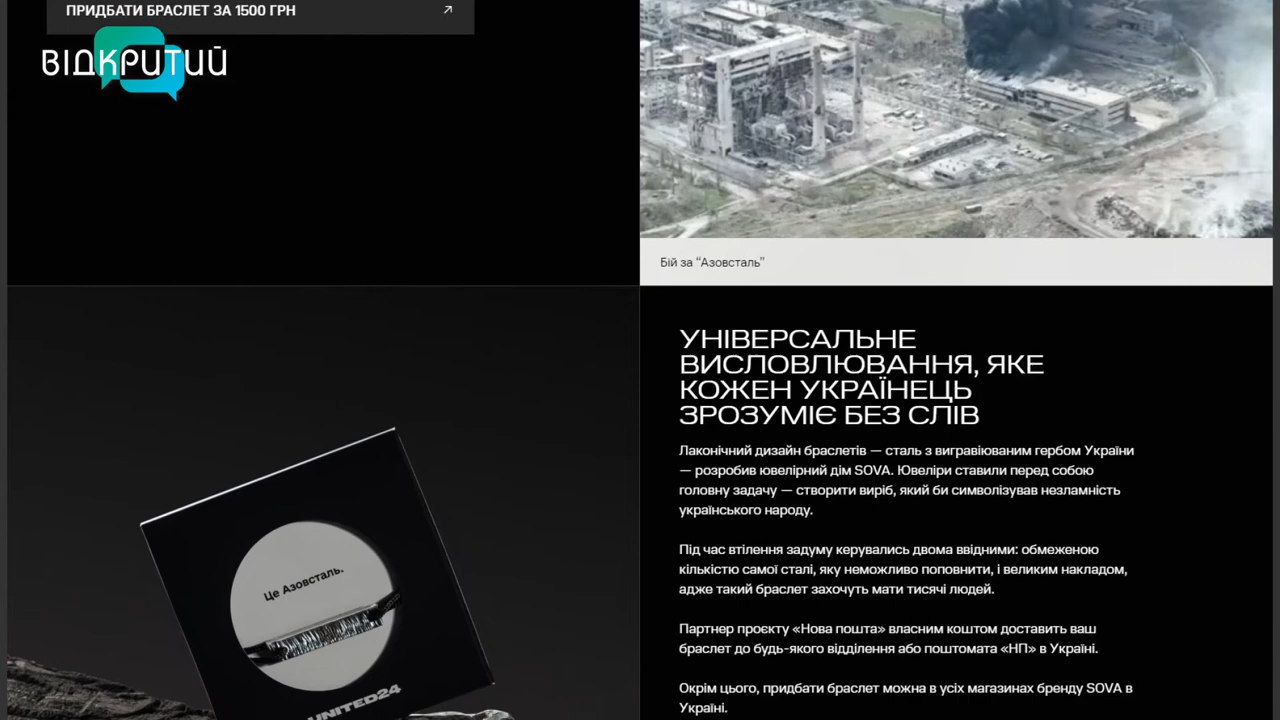 ПРИДБАТИ БРАСЛЕТ ЗА 1500 ГРН
ВІДКРИТИЙ
Бій за “Азовсталь”
УНІВЕРСАЛЬНЕ
ВИСЛОВЛЮВАННЯ, ЯКЕ
КОЖЕН УКРАЇНЕЦЬ
ЗРОЗУМІЄ БЕЗ СЛІВ
Лаконічний дизайн браслетів — сталь з вигравіюваним гербом України
— розробив ювелірний дім SOVA. Ювеліри ставили перед собою
головну задачу — створити виріб, який би символізував незламність
українського народу.
Під час втілення задуму керувались двома ввідними: обмеженою
кількістю самої сталі, яку неможливо поповнити, і великим накладом,
адже такий браслет захочуть мати тисячі людей.
Партнер проєкту «Нова пошта» власним коштом доставить ваш
браслет до будь-якого відділення або поштомата «НП» в Україні.
Окрім цього, придбати браслет можна в усіх магазинах бренду SOVA в
Україні.
Це Азовсталь.
UNITED24